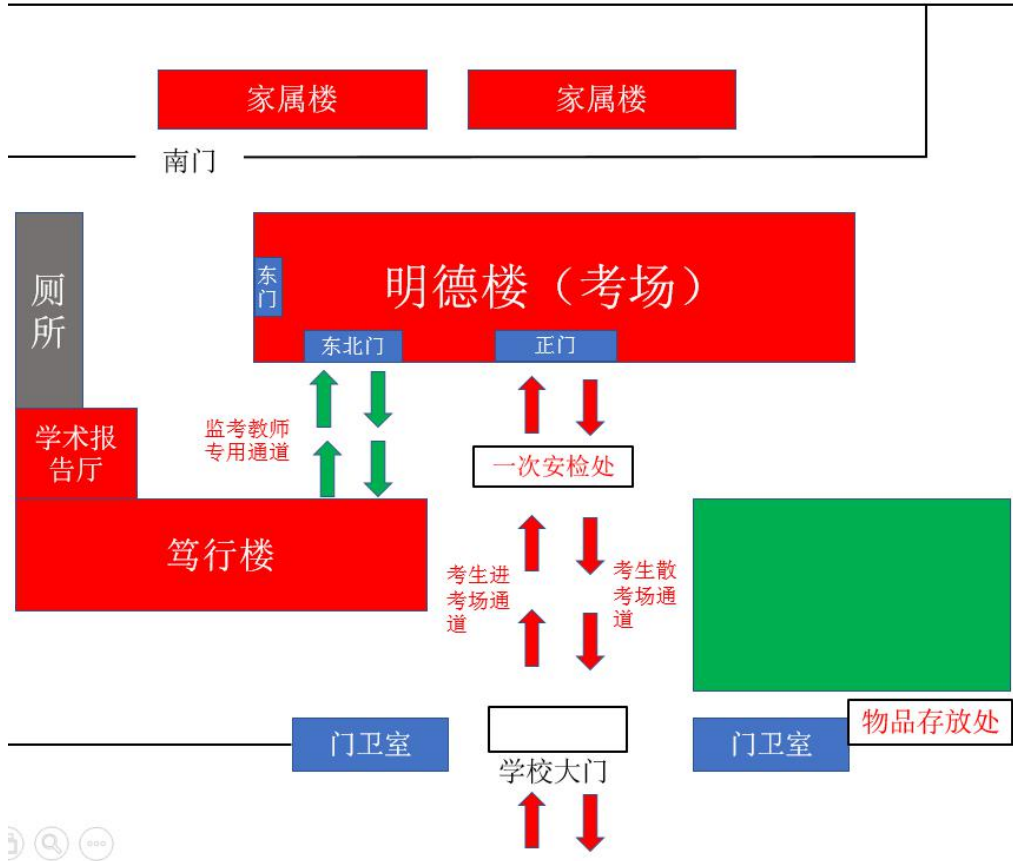 家属楼
家属楼
南门
厕
所
东
门
明德楼（考场）
东北门
正门
监考教师
专用通道
学术报
告厅
一次安检处
笃行楼
考生进
考场通
道
考生散
考场通
道
物品存放处
门卫室
门卫室
学校大门